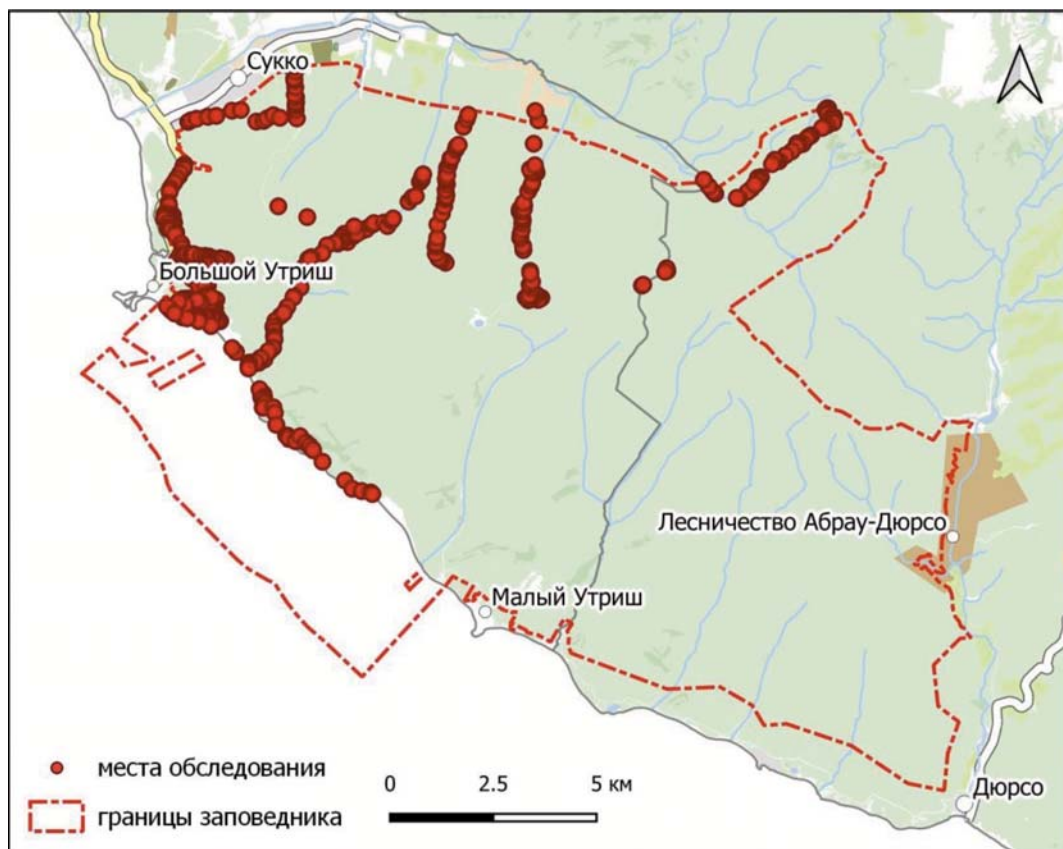 Сукко
Большой Утриш
Лесничество Абрау-Дюрсо
Малый Утриш
места обследования
0 2.5 5 км
границы заповедника
Дюрсо